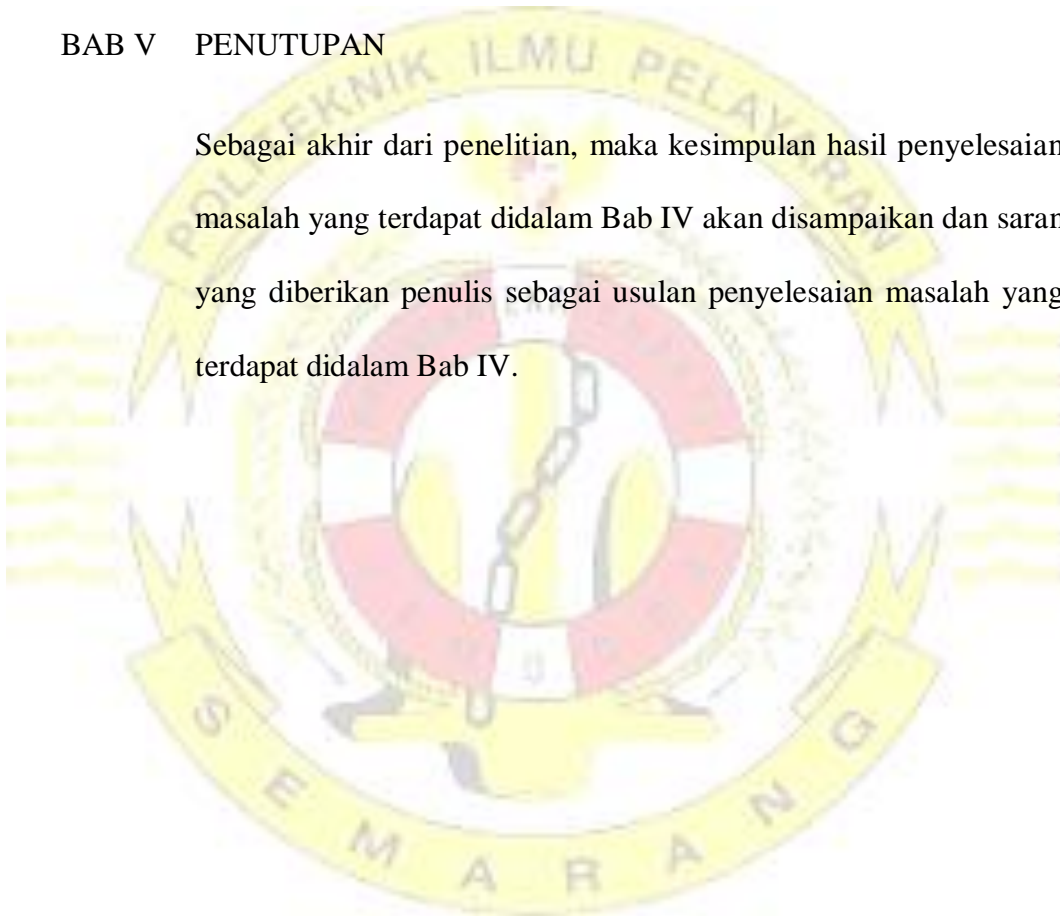 BAB V PENUTUPAN
Sebagai akhir dari penelitian, maka kesimpulan hasil penyelesaian
masalah yang terdapat didalam Bab IV akan disampaikan dan saran
yang diberikan penulis sebagai usulan penyelesaian masalah yang
terdapat didalam Bab IV.
POLITEKNIK ILMU PELAYARAN
SEMARANG